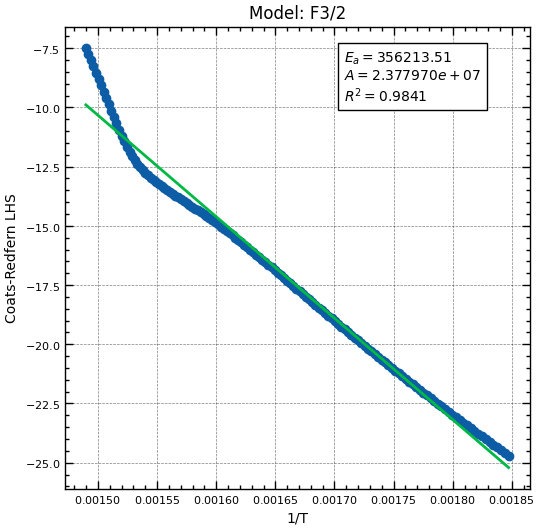 Model: F3/2
Coats-Redfern LHS
−7.5
−10.0
−12.5
−15.0
−17.5
−20.0
−22.5
−25.0
Eₐ = 356213.51
A = 2.377970e + 07
R² = 0.9841
0.00150 0.00155 0.00160 0.00165 0.00170 0.00175 0.00180 0.00185
1/T